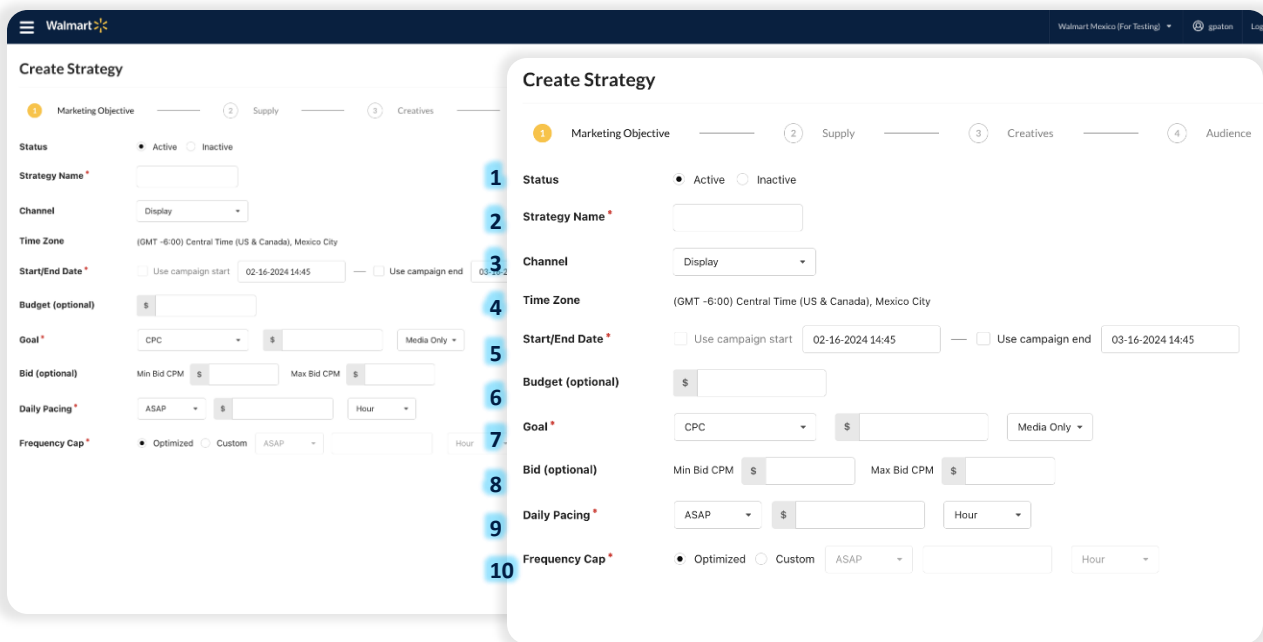 Walmart
Walmart Mexico (For Testing) gpaton Log
Create Strategy
1 Marketing Objective 2 Supply 3 Creatives
Status Active Inactive
Strategy Name *
Channel Display
Time Zone (GMT -6:00) Central Time (US & Canada), Mexico City
Start/End Date * Use campaign start 02-16-2024 14:45 — Use campaign end 03-16-2
Budget (optional) $
Goal * CPC $ Media Only
Bid (optional) Min Bid CPM $ Max Bid CPM $
Daily Pacing * ASAP $ Hour
Frequency Cap * Optimized Custom ASAP Hour
Create Strategy
1 Marketing Objective 2 Supply 3 Creatives 4 Audience
1 Status Active Inactive
2 Strategy Name *
3 Channel Display
4 Time Zone (GMT -6:00) Central Time (US & Canada), Mexico City
5 Start/End Date * Use campaign start 02-16-2024 14:45 — Use campaign end 03-16-2024 14:45
6 Budget (optional) $
7 Goal * CPC $ Media Only
8 Bid (optional) Min Bid CPM $ Max Bid CPM $
9 Daily Pacing * ASAP $ Hour
10 Frequency Cap * Optimized Custom ASAP Hour